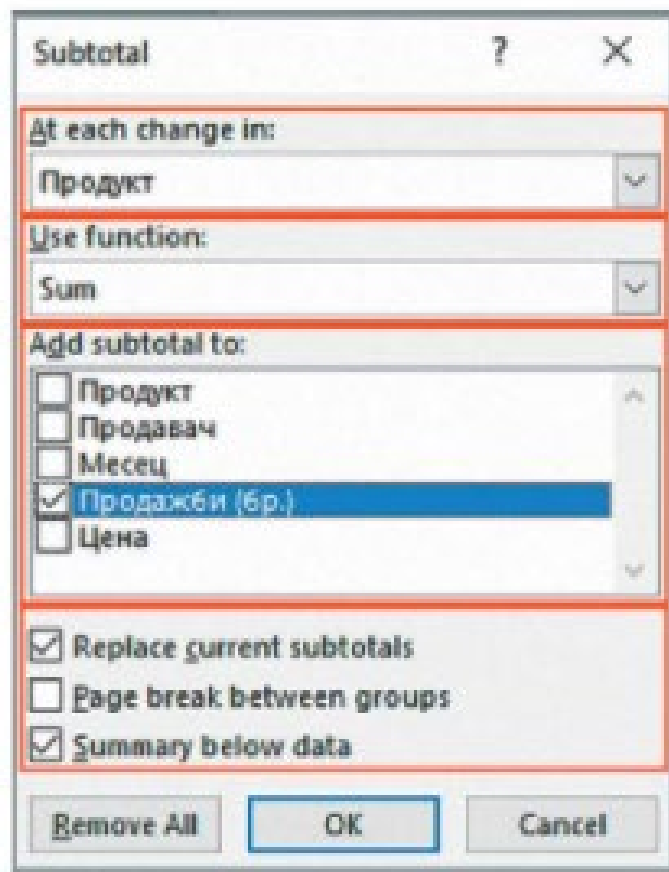 Subtotal ? ×
At each change in:
Продукт
Use function:
Sum
Add subtotal to:
Продукт
Продавач
Месец
Продажби (бр.)
Цена
Replace current subtotals
Page break between groups
Summary below data
Remove All OK Cancel